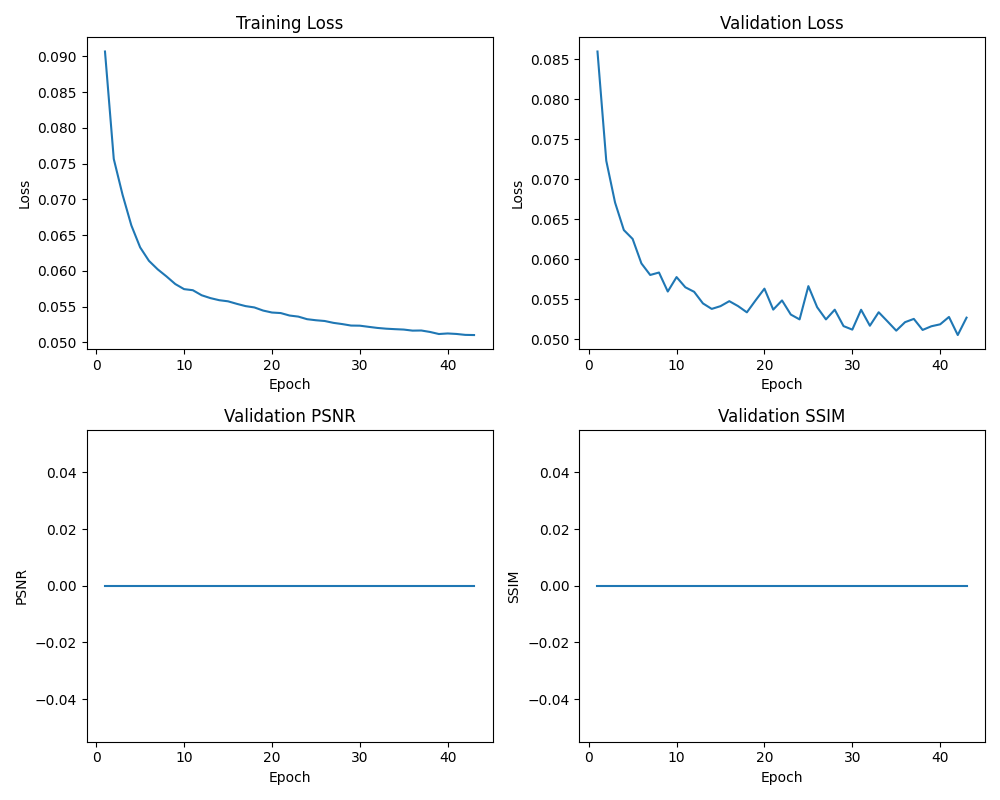 Training Loss
0.090
0.085
0.080
0.075
0.070
0.065
0.060
0.055
0.050
Loss
0 10 20 30 40
Epoch
Validation Loss
0.085
0.080
0.075
0.070
0.065
0.060
0.055
0.050
Loss
0 10 20 30 40
Epoch
Validation PSNR
0.04
0.02
0.00
−0.02
−0.04
PSNR
0 10 20 30 40
Epoch
Validation SSIM
0.04
0.02
0.00
−0.02
−0.04
SSIM
0 10 20 30 40
Epoch